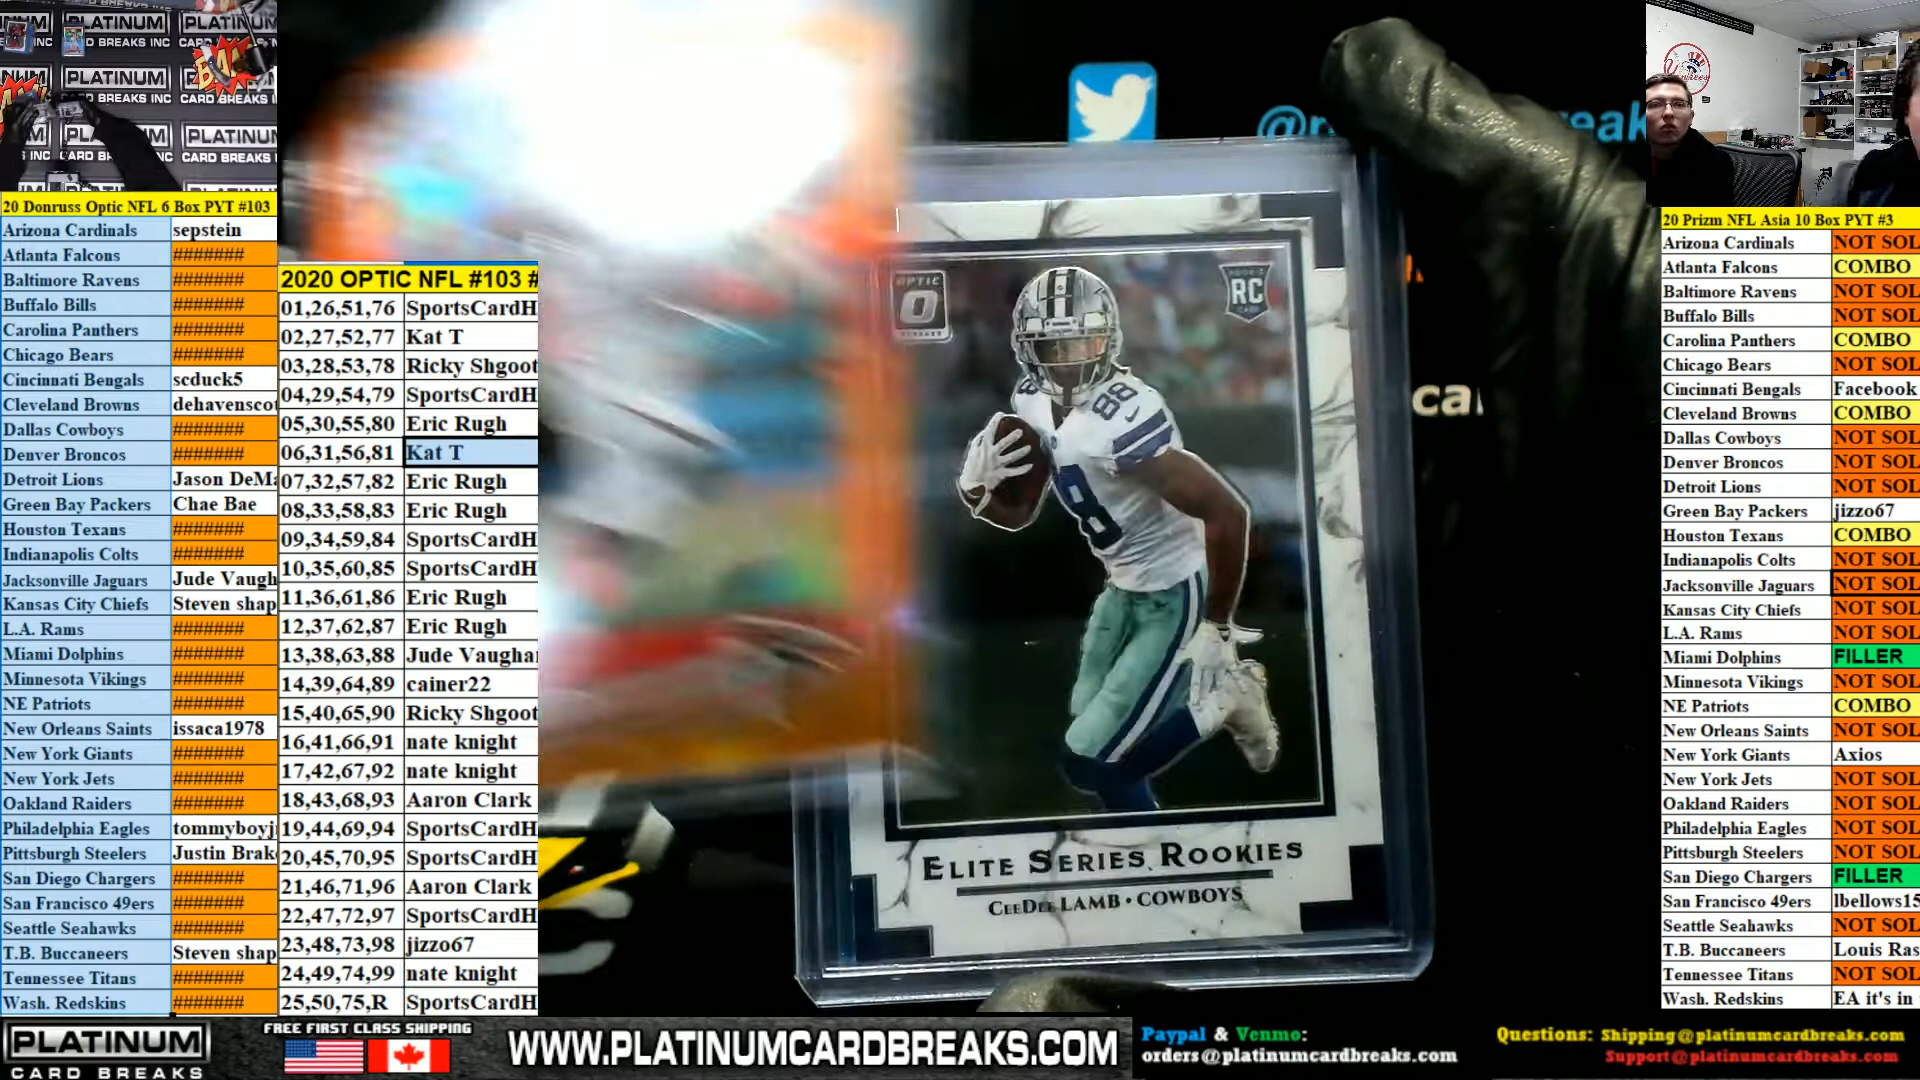 PLATINUM
CARD BREAKS INC
PLATINUM
CARD BREAKS INC
PLATINUM
CARD BREAKS INC
20 Donruss Optic NFL 6 Box PYT #103
Arizona Cardinals sepstein
Atlanta Falcons #######
Baltimore Ravens #######
Buffalo Bills #######
Carolina Panthers #######
Chicago Bears #######
Cincinnati Bengals scduck5
Cleveland Browns dehavenscot
Dallas Cowboys #######
Denver Broncos #######
Detroit Lions Jason DeMa
Green Bay Packers Chae Bae
Houston Texans #######
Indianapolis Colts #######
Jacksonville Jaguars Jude Vaugh
Kansas City Chiefs Steven shap
L.A. Rams #######
Miami Dolphins #######
Minnesota Vikings #######
NE Patriots #######
New Orleans Saints issaca1978
New York Giants #######
New York Jets #######
Oakland Raiders #######
Philadelphia Eagles tommyboyj
Pittsburgh Steelers Justin Brak
San Diego Chargers #######
San Francisco 49ers #######
Seattle Seahawks #######
T.B. Buccaneers Steven shap
Tennessee Titans #######
Wash. Redskins #######
2020 OPTIC NFL #103 #
01,26,51,76 SportsCardH
02,27,52,77 Kat T
03,28,53,78 Ricky Shgoot
04,29,54,79 SportsCardH
05,30,55,80 Eric Rugh
06,31,56,81 Kat T
07,32,57,82 Eric Rugh
08,33,58,83 Eric Rugh
09,34,59,84 SportsCardH
10,35,60,85 SportsCardH
11,36,61,86 Eric Rugh
12,37,62,87 Eric Rugh
13,38,63,88 Jude Vaugha
14,39,64,89 cainer22
15,40,65,90 Ricky Shgoot
16,41,66,91 nate knight
17,42,67,92 nate knight
18,43,68,93 Aaron Clark
19,44,69,94 SportsCardH
20,45,70,95 SportsCardH
21,46,71,96 Aaron Clark
22,47,72,97 SportsCardH
23,48,73,98 jizzo67
24,49,74,99 nate knight
25,50,75,R SportsCardH
OPTIC
RC
88
88
ELITE SERIES ROOKIES
CEEDEE LAMB • COWBOYS
20 Prizm NFL Asia 10 Box PYT #3
Arizona Cardinals NOT SOL
Atlanta Falcons COMBO
Baltimore Ravens NOT SOL
Buffalo Bills NOT SOL
Carolina Panthers COMBO
Chicago Bears NOT SOL
Cincinnati Bengals Facebook
Cleveland Browns COMBO
Dallas Cowboys NOT SOL
Denver Broncos NOT SOL
Detroit Lions NOT SOL
Green Bay Packers jizzo67
Houston Texans COMBO
Indianapolis Colts NOT SOL
Jacksonville Jaguars NOT SOL
Kansas City Chiefs NOT SOL
L.A. Rams NOT SOL
Miami Dolphins FILLER
Minnesota Vikings NOT SOL
NE Patriots COMBO
New Orleans Saints NOT SOL
New York Giants Axios
New York Jets NOT SOL
Oakland Raiders NOT SOL
Philadelphia Eagles NOT SOL
Pittsburgh Steelers NOT SOL
San Diego Chargers FILLER
San Francisco 49ers lbellows15
Seattle Seahawks NOT SOL
T.B. Buccaneers Louis Ras
Tennessee Titans NOT SOL
Wash. Redskins EA it's in
PLATINUM
CARD BREAKS
FREE FIRST CLASS SHIPPING
WWW.PLATINUMCARDBREAKS.COM
Paypal & Venmo:
orders@platinumcardbreaks.com
Questions: Shipping@platinumcardbreaks.com
Support@platinumcardbreaks.com